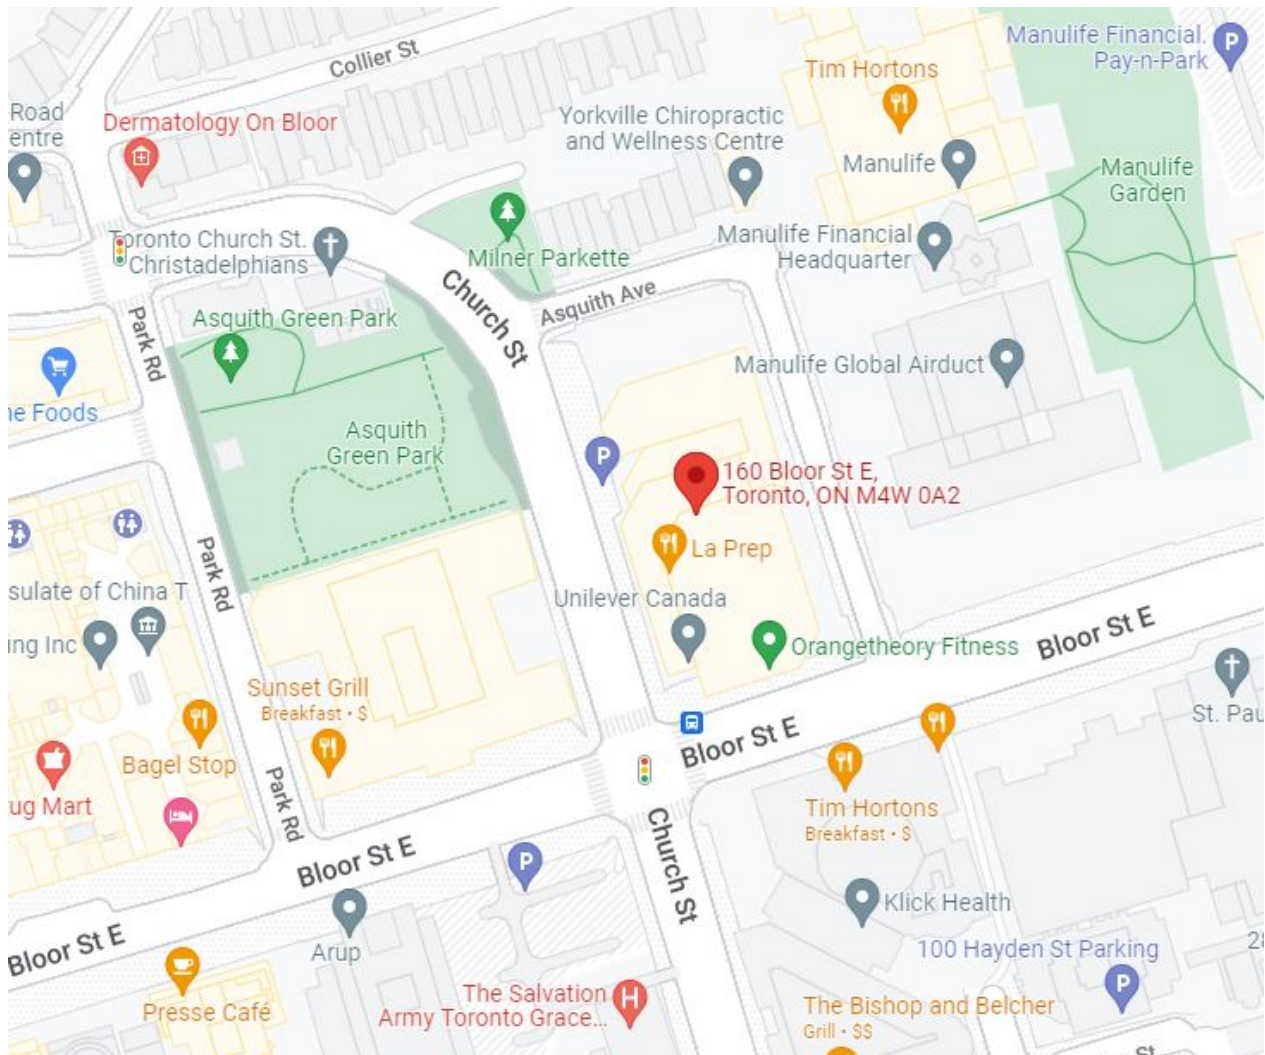 Collier St
Manulife Financial.
Pay-n-Park
Tim Hortons
Road
entre
Dermatology On Bloor
Yorkville Chiropractic
and Wellness Centre
Manulife
Manulife
Garden
Toronto Church St.
Christadelphians
Milner Parkette
Manulife Financial
Headquarter
Church St
Asquith Ave
Park Rd
Asquith Green Park
Manulife Global Airduct
ne Foods
Asquith
Green Park
P
160 Bloor St E,
Toronto, ON M4W 0A2
La Prep
Park Rd
sulate of China T
Unilever Canada
ing Inc
Orangetheory Fitness
Bloor St E
Sunset Grill
Breakfast • $
St. Pau
Bagel Stop
Bloor St E
Park Rd
ug Mart
Tim Hortons
Breakfast • $
Church St
Bloor St E
P
Klick Health
Bloor St E
Arup
100 Hayden St Parking
28
Presse Café
The Salvation
Army Toronto Grace...
H
The Bishop and Belcher
Grill • $$
P
St